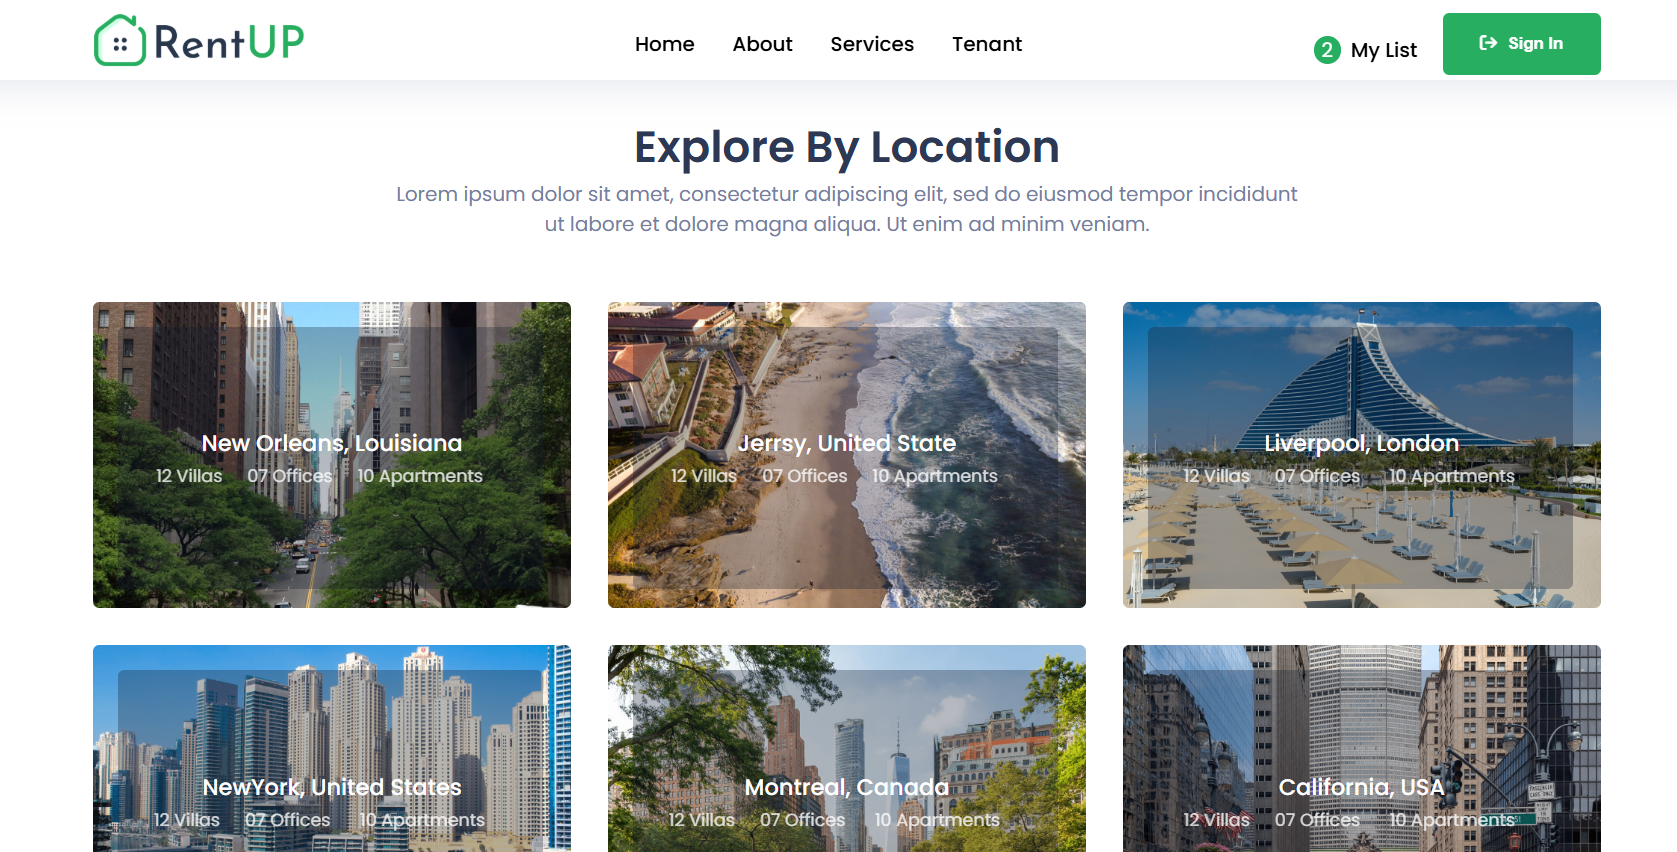 RentUP
Home About Services Tenant
2 My List
Sign In
Explore By Location
Lorem ipsum dolor sit amet, consectetur adipiscing elit, sed do eiusmod tempor incididunt
ut labore et dolore magna aliqua. Ut enim ad minim veniam.
New Orleans, Louisiana
12 Villas 07 Offices 10 Apartments
Jerrsy, United State
12 Villas 07 Offices 10 Apartments
Liverpool, London
12 Villas 07 Offices 10 Apartments
NewYork, United States
12 Villas 07 Offices 10 Apartments
Montreal, Canada
12 Villas 07 Offices 10 Apartments
California, USA
12 Villas 07 Offices 10 Apartments